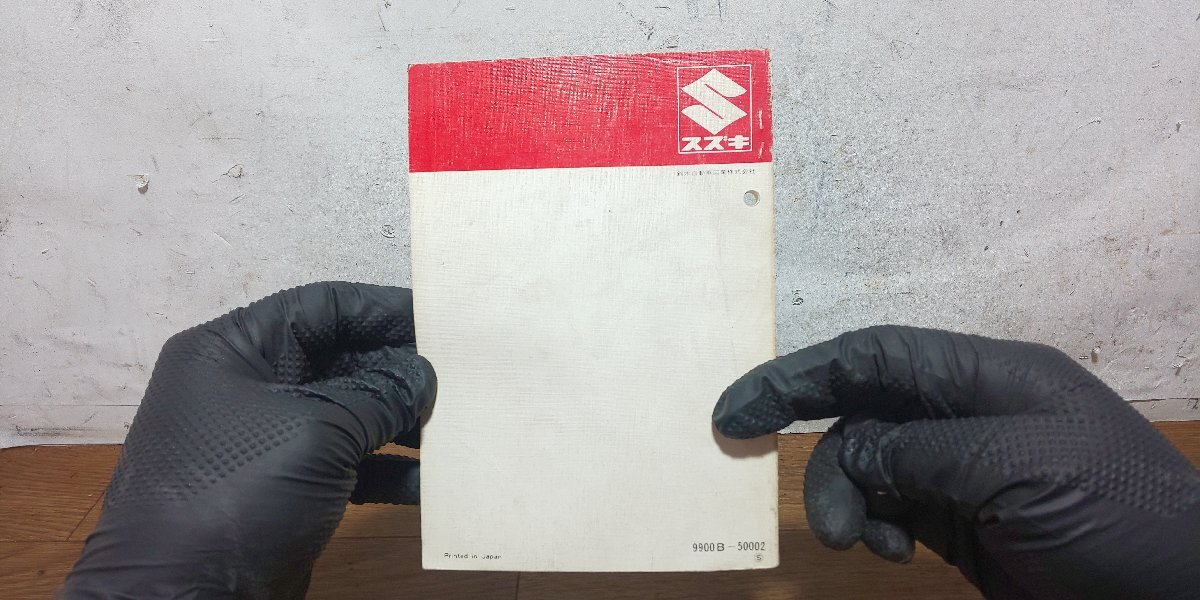 スズキ
鈴木自動車工業株式会社
Printed in Japan
9900B-50002
S